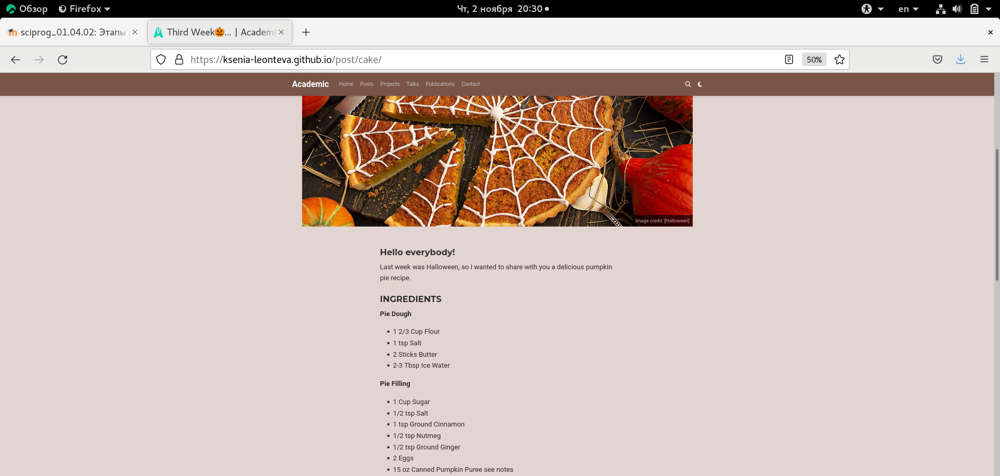 Обзор Firefox Чт, 2 ноября 20:30 en
sciprog_01.04.02: Этапы Third Week🎃... | Academi
https://ksenia-leonteva.github.io/post/cake/ 50%
Academic Home Posts Projects Talks Publications Contact
Image credit: [Halloween]
Hello everybody!
Last week was Halloween, so I wanted to share with you a delicious pumpkin
pie recipe.
INGREDIENTS
Pie Dough
• 1 2/3 Cup Flour
• 1 tsp Salt
• 2 Sticks Butter
• 2-3 Tbsp Ice Water
Pie Filling
• 1 Cup Sugar
• 1/2 tsp Salt
• 1 tsp Ground Cinnamon
• 1/2 tsp Nutmeg
• 1/2 tsp Ground Ginger
• 2 Eggs
• 15 oz Canned Pumpkin Puree see notes